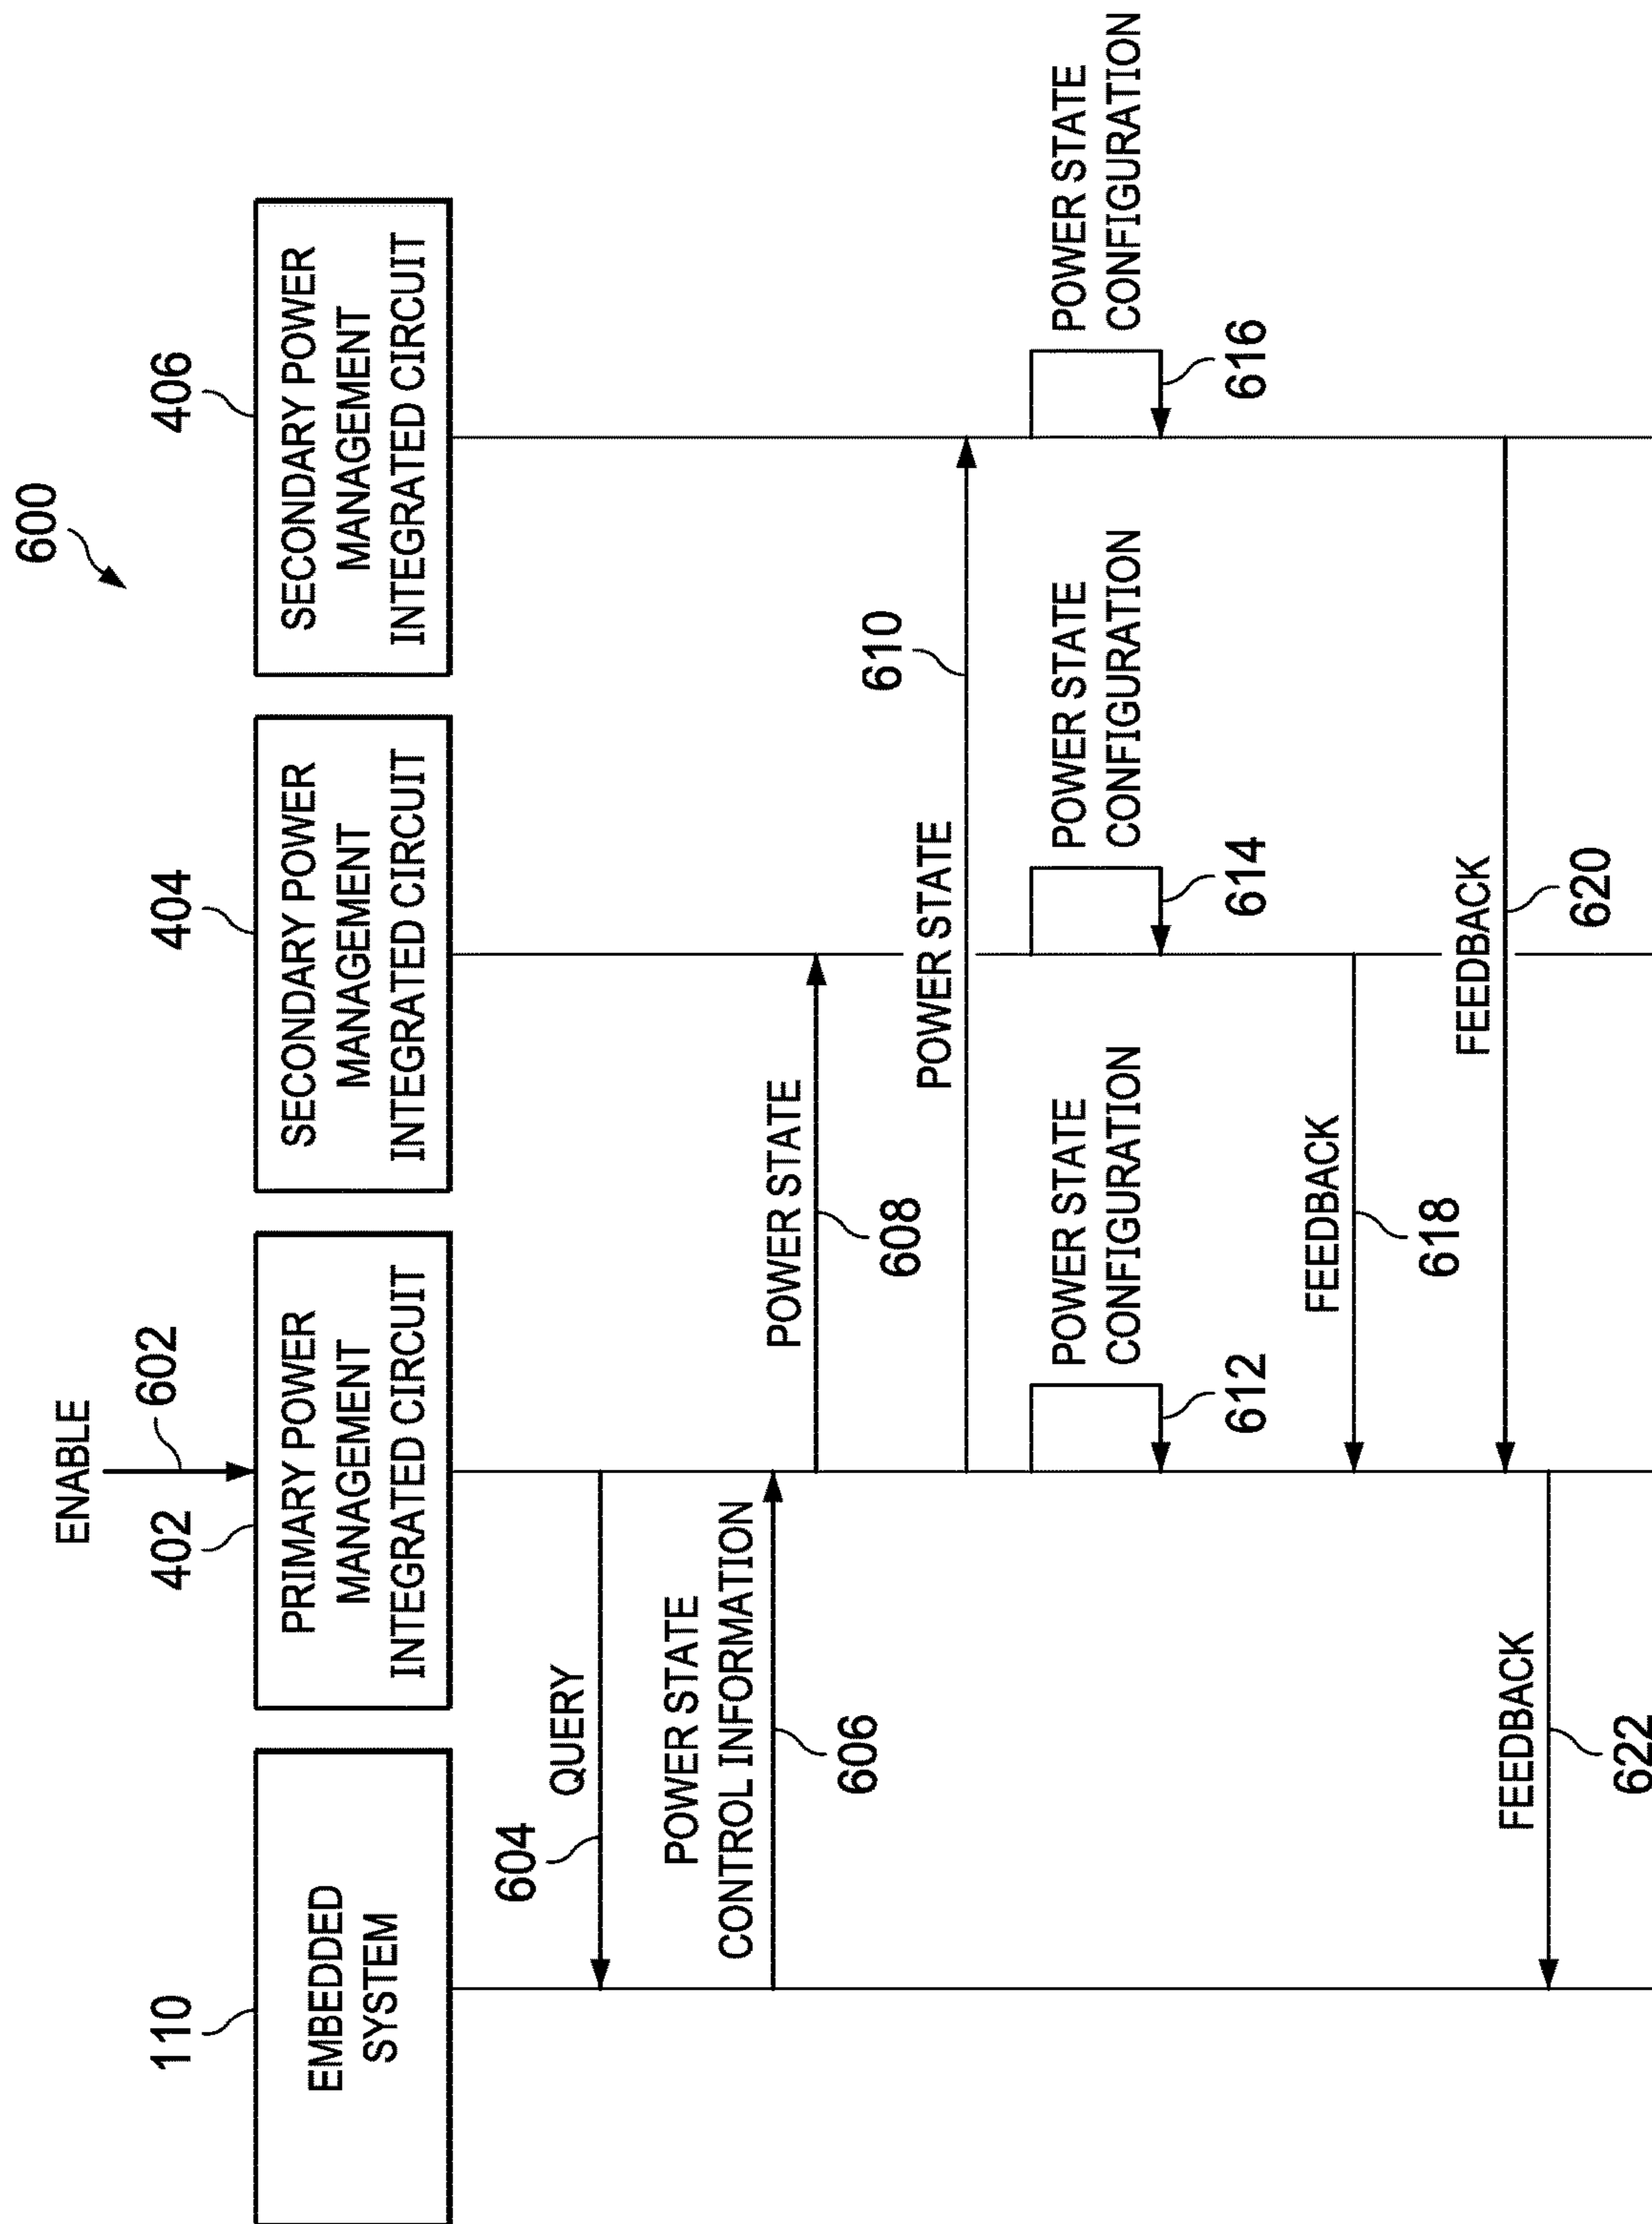 600
ENABLE
602
110
402
404
406
EMBEDDED
SYSTEM
PRIMARY POWER
MANAGEMENT
INTEGRATED CIRCUIT
SECONDARY POWER
MANAGEMENT
INTEGRATED CIRCUIT
SECONDARY POWER
MANAGEMENT
INTEGRATED CIRCUIT
604
QUERY
POWER STATE
CONTROL INFORMATION
606
POWER STATE
608
POWER STATE
610
POWER STATE
CONFIGURATION
612
POWER STATE
CONFIGURATION
614
POWER STATE
CONFIGURATION
616
FEEDBACK
618
FEEDBACK
620
FEEDBACK
622